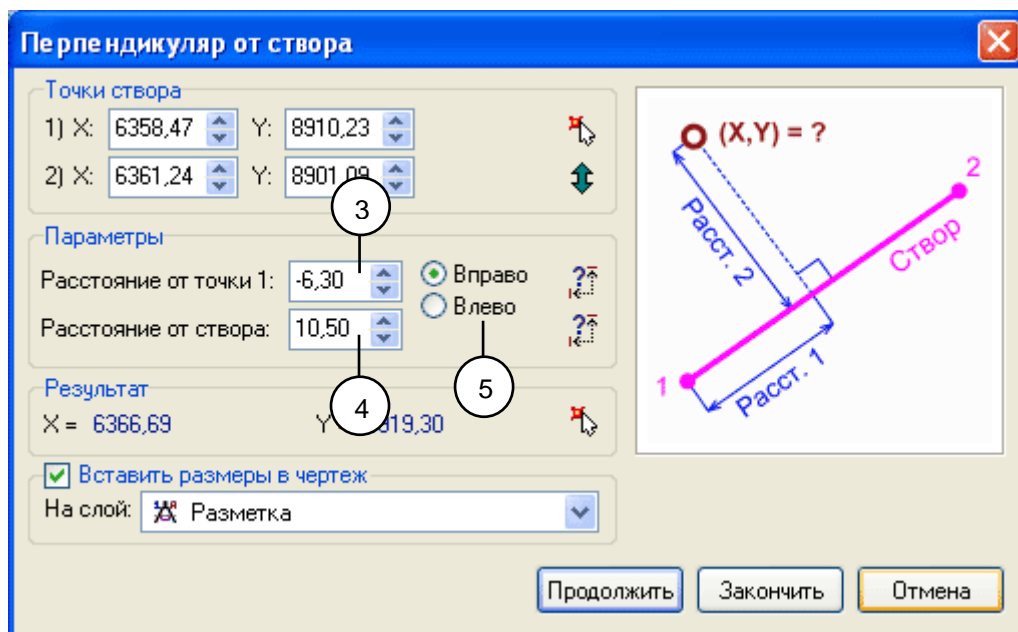 Перпендикуляр от створа
Точки створа
1) X: 6358,47 Y: 8910,23
2) X: 6361,24 Y: 8901,09
3
Параметры
Расстояние от точки 1: -6,30
Вправо
Влево
Расстояние от створа: 10,50
4
5
Результат
X = 6366,69 Y 919,30
Вставить размеры в чертеж
На слой: Разметка
Продолжить Закончить Отмена
(X,Y) = ?
2
Расст. 2
Створ
1
Расст. 1